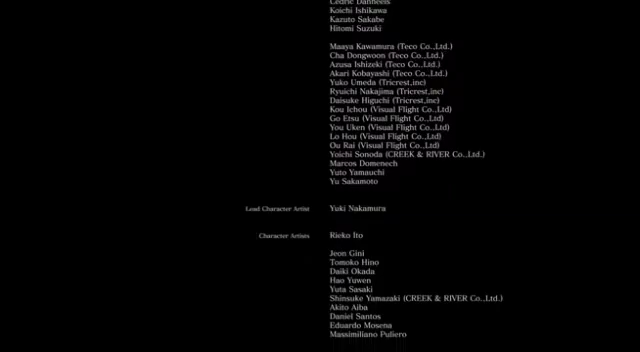 Cedric Danneels
Koichi Ishikawa
Kazuto Sakabe
Hitomi Suzuki
Maaya Kawamura (Teco Co.,Ltd.)
Cha Dongwoon (Teco Co.,Ltd.)
Azusa Ishizeki (Teco Co.,Ltd.)
Akari Kobayashi (Teco Co.,Ltd.)
Yuko Umeda (Tricrest,inc)
Ryuichi Nakajima (Tricrest,inc)
Daisuke Higuchi (Tricrest,inc)
Kou Ichou (Visual Flight Co.,Ltd)
Go Etsu (Visual Flight Co.,Ltd)
You Uken (Visual Flight Co.,Ltd)
Lo Hou (Visual Flight Co.,Ltd)
Ou Rai (Visual Flight Co.,Ltd)
Yoichi Sonoda (CREEK & RIVER Co.,Ltd.)
Marcos Domenech
Yuto Yamauchi
Yu Sakamoto
Lead Character Artist Yuki Nakamura
Character Artists Rieko Ito
Jeon Gini
Tomoko Hino
Daiki Okada
Hao Yuwen
Yuta Sasaki
Shinsuke Yamazaki (CREEK & RIVER Co.,Ltd.)
Akito Aiba
Daniel Santos
Eduardo Mosena
Massimiliano Puliero